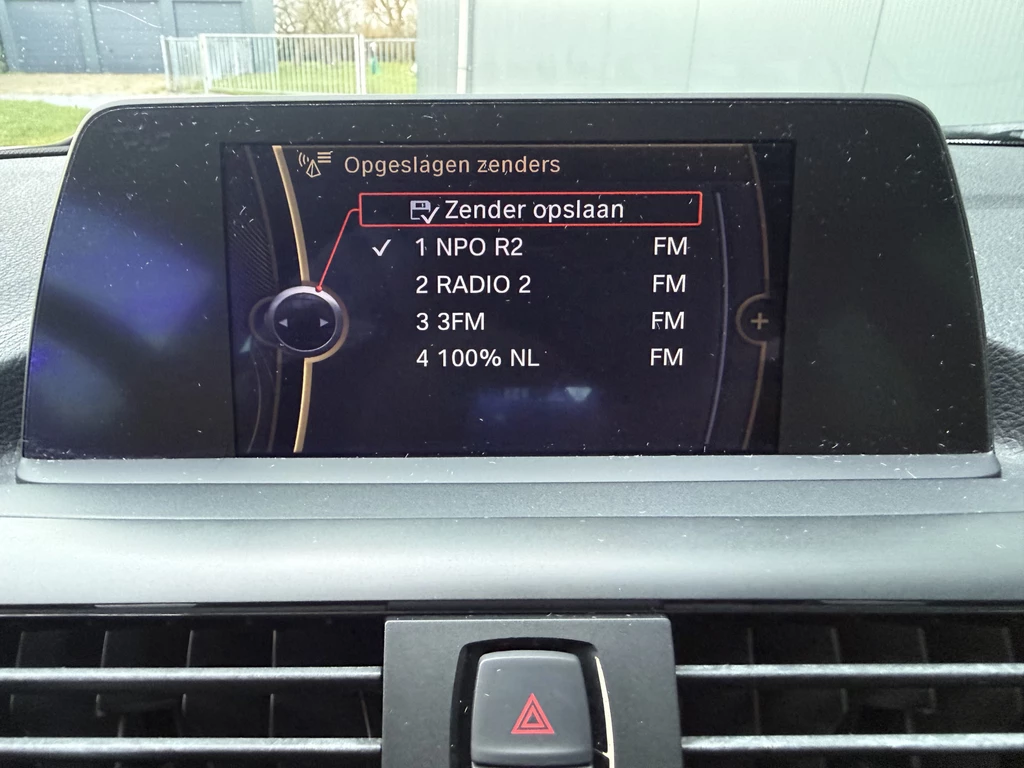 Opgeslagen zenders
Zender opslaan
1 NPO R2 FM
2 RADIO 2 FM
3 3FM FM
4 100% NL FM